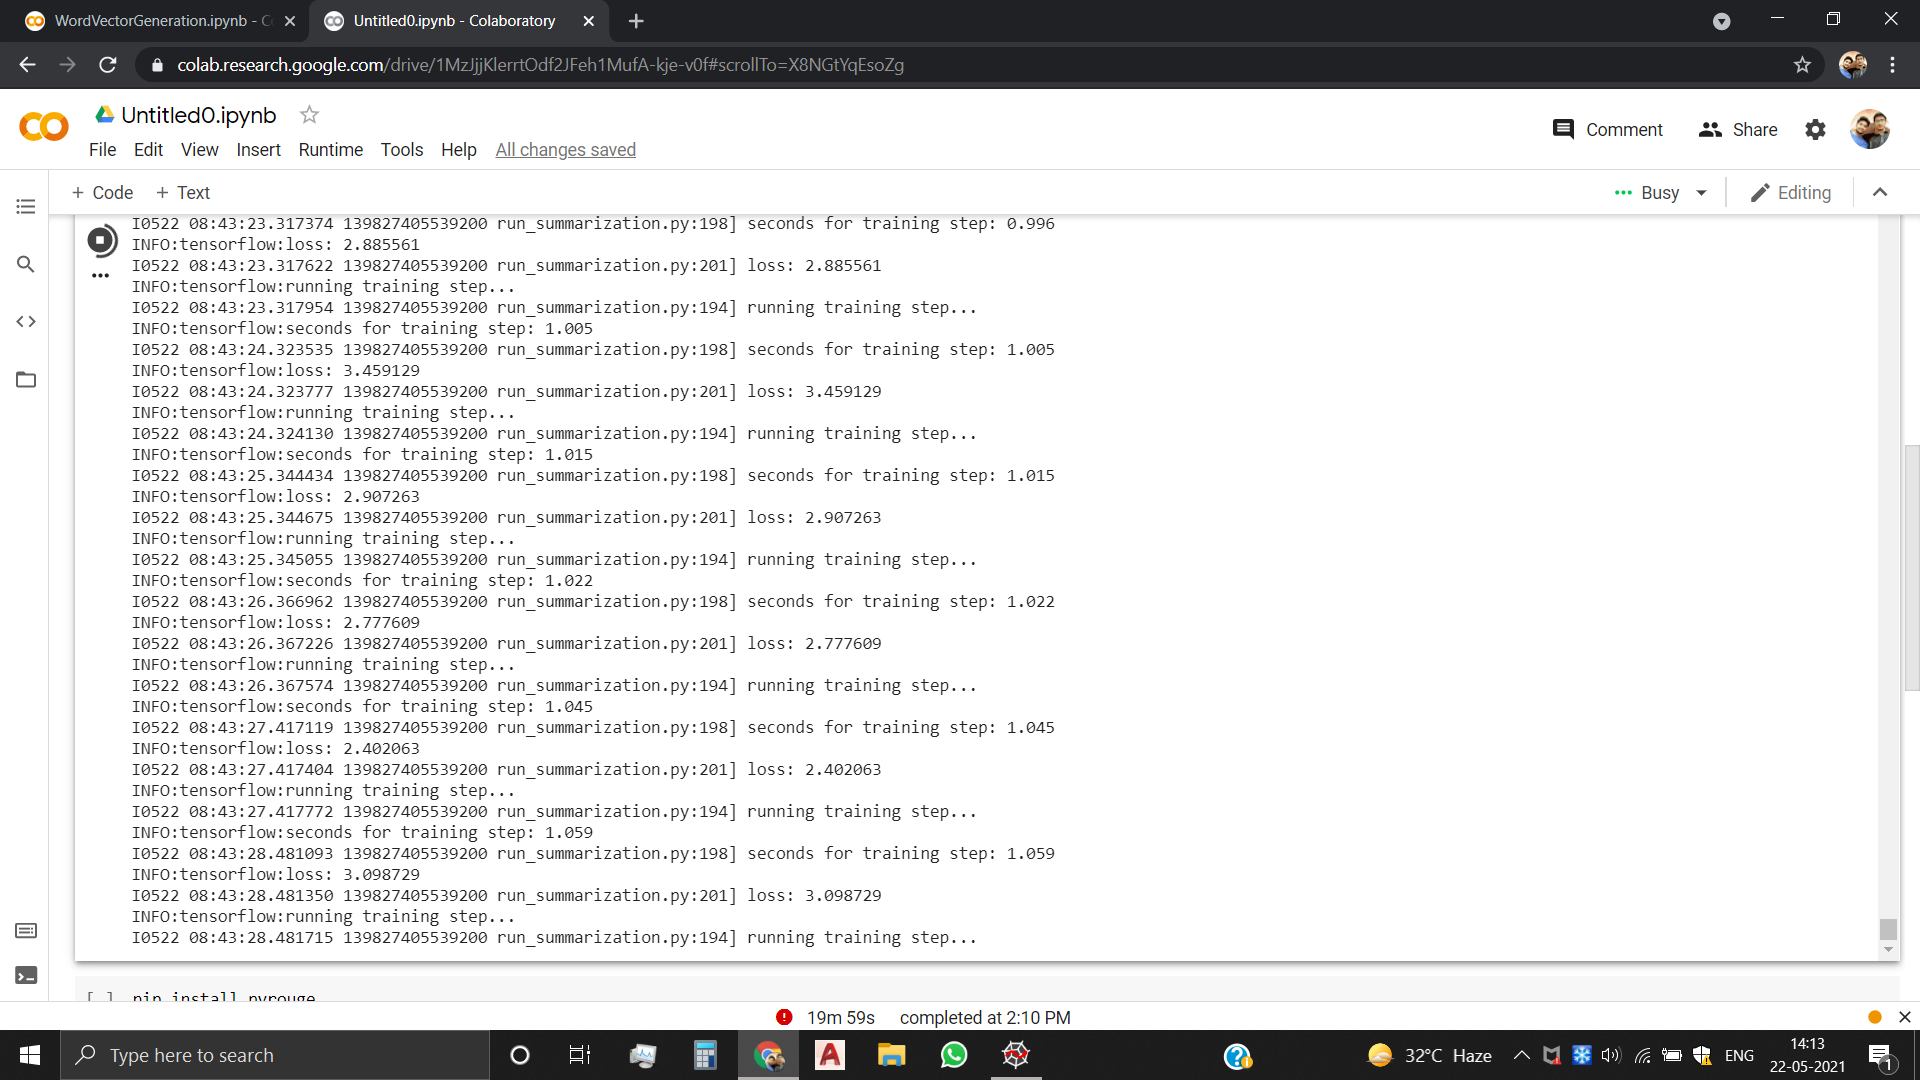 WordVectorGeneration.ipynb - C
Untitled0.ipynb - Colaboratory
colab.research.google.com/drive/1MzJjjKlerrtOdf2JFeh1MufA-kje-v0f#scrollTo=X8NGtYqEsoZg
Untitled0.ipynb
Comment
Share
File Edit View Insert Runtime Tools Help All changes saved
+ Code + Text
Busy
Editing
I0522 08:43:23.317374 139827405539200 run_summarization.py:198] seconds for training step: 0.996
INFO:tensorflow:loss: 2.885561
I0522 08:43:23.317622 139827405539200 run_summarization.py:201] loss: 2.885561
INFO:tensorflow:running training step...
I0522 08:43:23.317954 139827405539200 run_summarization.py:194] running training step...
INFO:tensorflow:seconds for training step: 1.005
I0522 08:43:24.323535 139827405539200 run_summarization.py:198] seconds for training step: 1.005
INFO:tensorflow:loss: 3.459129
I0522 08:43:24.323777 139827405539200 run_summarization.py:201] loss: 3.459129
INFO:tensorflow:running training step...
I0522 08:43:24.324130 139827405539200 run_summarization.py:194] running training step...
INFO:tensorflow:seconds for training step: 1.015
I0522 08:43:25.344434 139827405539200 run_summarization.py:198] seconds for training step: 1.015
INFO:tensorflow:loss: 2.907263
I0522 08:43:25.344675 139827405539200 run_summarization.py:201] loss: 2.907263
INFO:tensorflow:running training step...
I0522 08:43:25.345055 139827405539200 run_summarization.py:194] running training step...
INFO:tensorflow:seconds for training step: 1.022
I0522 08:43:26.366962 139827405539200 run_summarization.py:198] seconds for training step: 1.022
INFO:tensorflow:loss: 2.777609
I0522 08:43:26.367226 139827405539200 run_summarization.py:201] loss: 2.777609
INFO:tensorflow:running training step...
I0522 08:43:26.367574 139827405539200 run_summarization.py:194] running training step...
INFO:tensorflow:seconds for training step: 1.045
I0522 08:43:27.417119 139827405539200 run_summarization.py:198] seconds for training step: 1.045
INFO:tensorflow:loss: 2.402063
I0522 08:43:27.417404 139827405539200 run_summarization.py:201] loss: 2.402063
INFO:tensorflow:running training step...
I0522 08:43:27.417772 139827405539200 run_summarization.py:194] running training step...
INFO:tensorflow:seconds for training step: 1.059
I0522 08:43:28.481093 139827405539200 run_summarization.py:198] seconds for training step: 1.059
INFO:tensorflow:loss: 3.098729
I0522 08:43:28.481350 139827405539200 run_summarization.py:201] loss: 3.098729
INFO:tensorflow:running training step...
I0522 08:43:28.481715 139827405539200 run_summarization.py:194] running training step...
[ ] pip install pyrouge
19m 59s completed at 2:10 PM
Type here to search
32°C Haze
ENG
14:13
22-05-2021
1